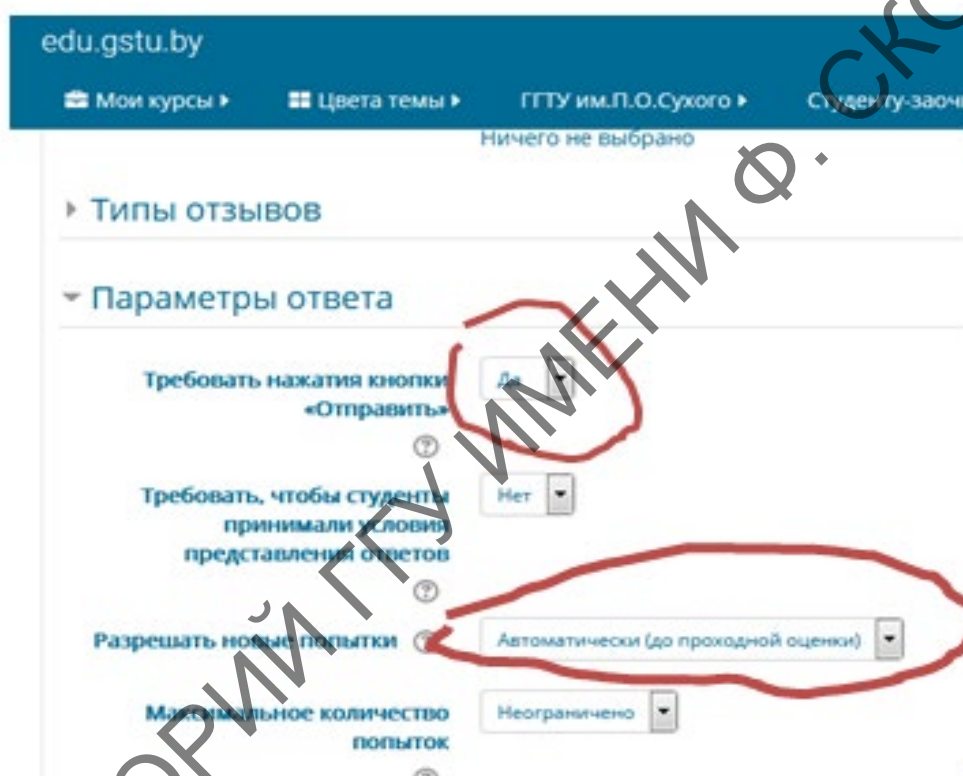 edu.gstu.by
Мои курсы Цвета темы ГГТУ им.П.О.Сухого Студенту-заочн
Ничего не выбрано
Типы отзывов
Параметры ответа
Требовать нажатия кнопки Да
«Отправить»
Требовать, чтобы студенты Нет
принимали условия
представления ответов
Разрешать новые попытки Автоматически (до проходной оценки)
Максимальное количество Неограничено
попыток
ОРИЙ ГГУ ИМЕНИ Ф. СКО